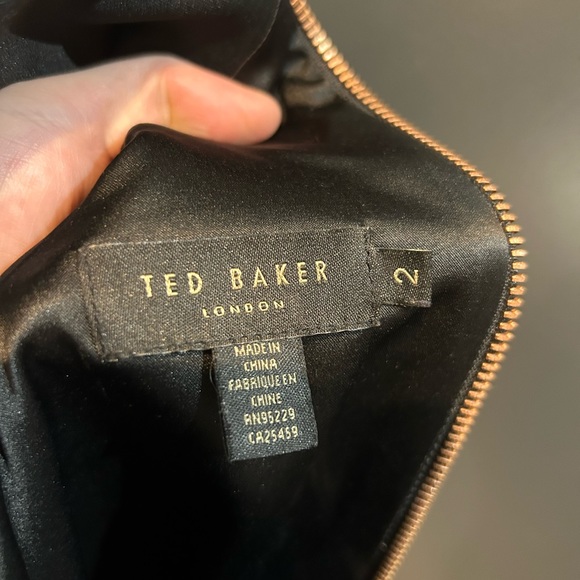 TED BAKER
LONDON
2
MADE IN
CHINA
FABRIQUE EN
CHINE
RN95229
CA25459